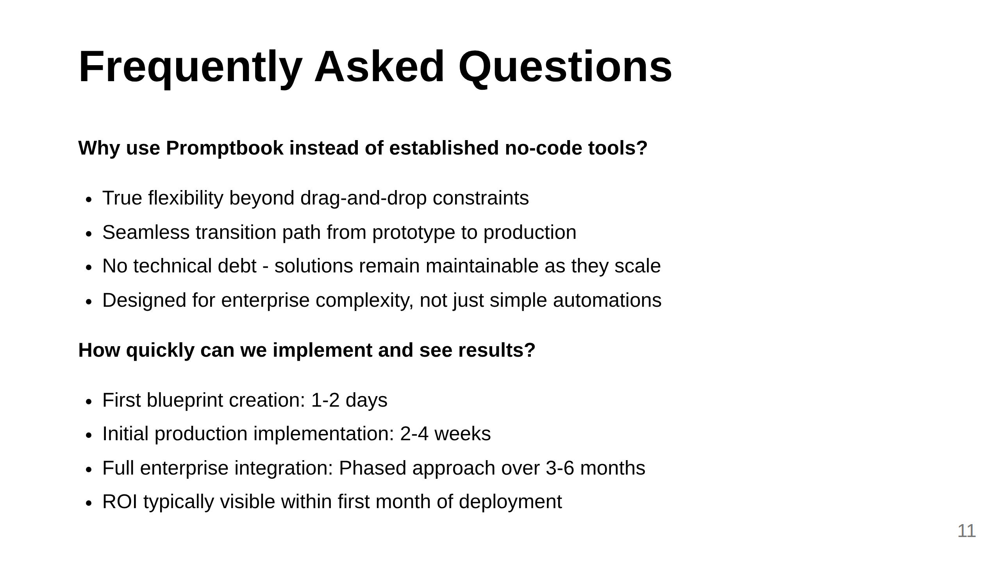 Frequently Asked Questions
Why use Promptbook instead of established no-code tools?
• True flexibility beyond drag-and-drop constraints
• Seamless transition path from prototype to production
• No technical debt - solutions remain maintainable as they scale
• Designed for enterprise complexity, not just simple automations
How quickly can we implement and see results?
• First blueprint creation: 1-2 days
• Initial production implementation: 2-4 weeks
• Full enterprise integration: Phased approach over 3-6 months
• ROI typically visible within first month of deployment
11